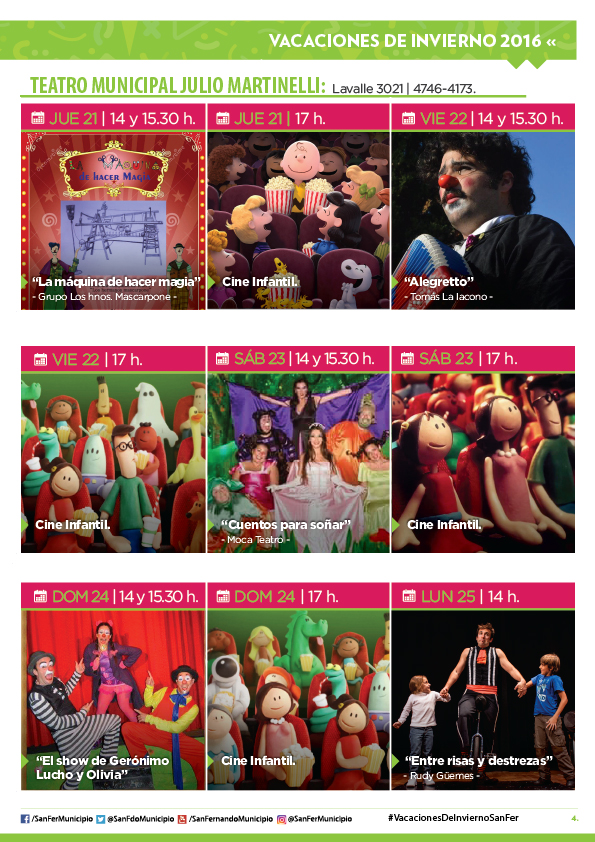 VACACIONES DE INVIERNO 2016 «
TEATRO MUNICIPAL JULIO MARTINELLI: Lavalle 3021 | 4746-4173.
JUE 21 | 14 y 15.30 h.
DE HACER MAGIA
“La máquina de hacer magia”
- Grupo Los hnos. Mascarpone -
JUE 21 | 17 h.
Cine Infantil.
VIE 22 | 14 y 15.30 h.
“Alegretto”
- Tomás La Iacono -
VIE 22 | 17 h.
Cine Infantil.
SÁB 23 | 14 y 15.30 h.
“Cuentos para soñar”
- Moca Teatro -
SÁB 23 | 17 h.
Cine Infantil.
DOM 24 | 14 y 15.30 h.
“El show de Gerónimo
Lucho y Olivia”
DOM 24 | 17 h.
Cine Infantil.
LUN 25 | 14 h.
“Entre risas y destrezas”
- Rudy Güemes -
/SanFerMunicipio @SanFdoMunicipio /SanFernandoMunicipio @SanFerMunicipio #VacacionesDeInviernoSanFer 4.